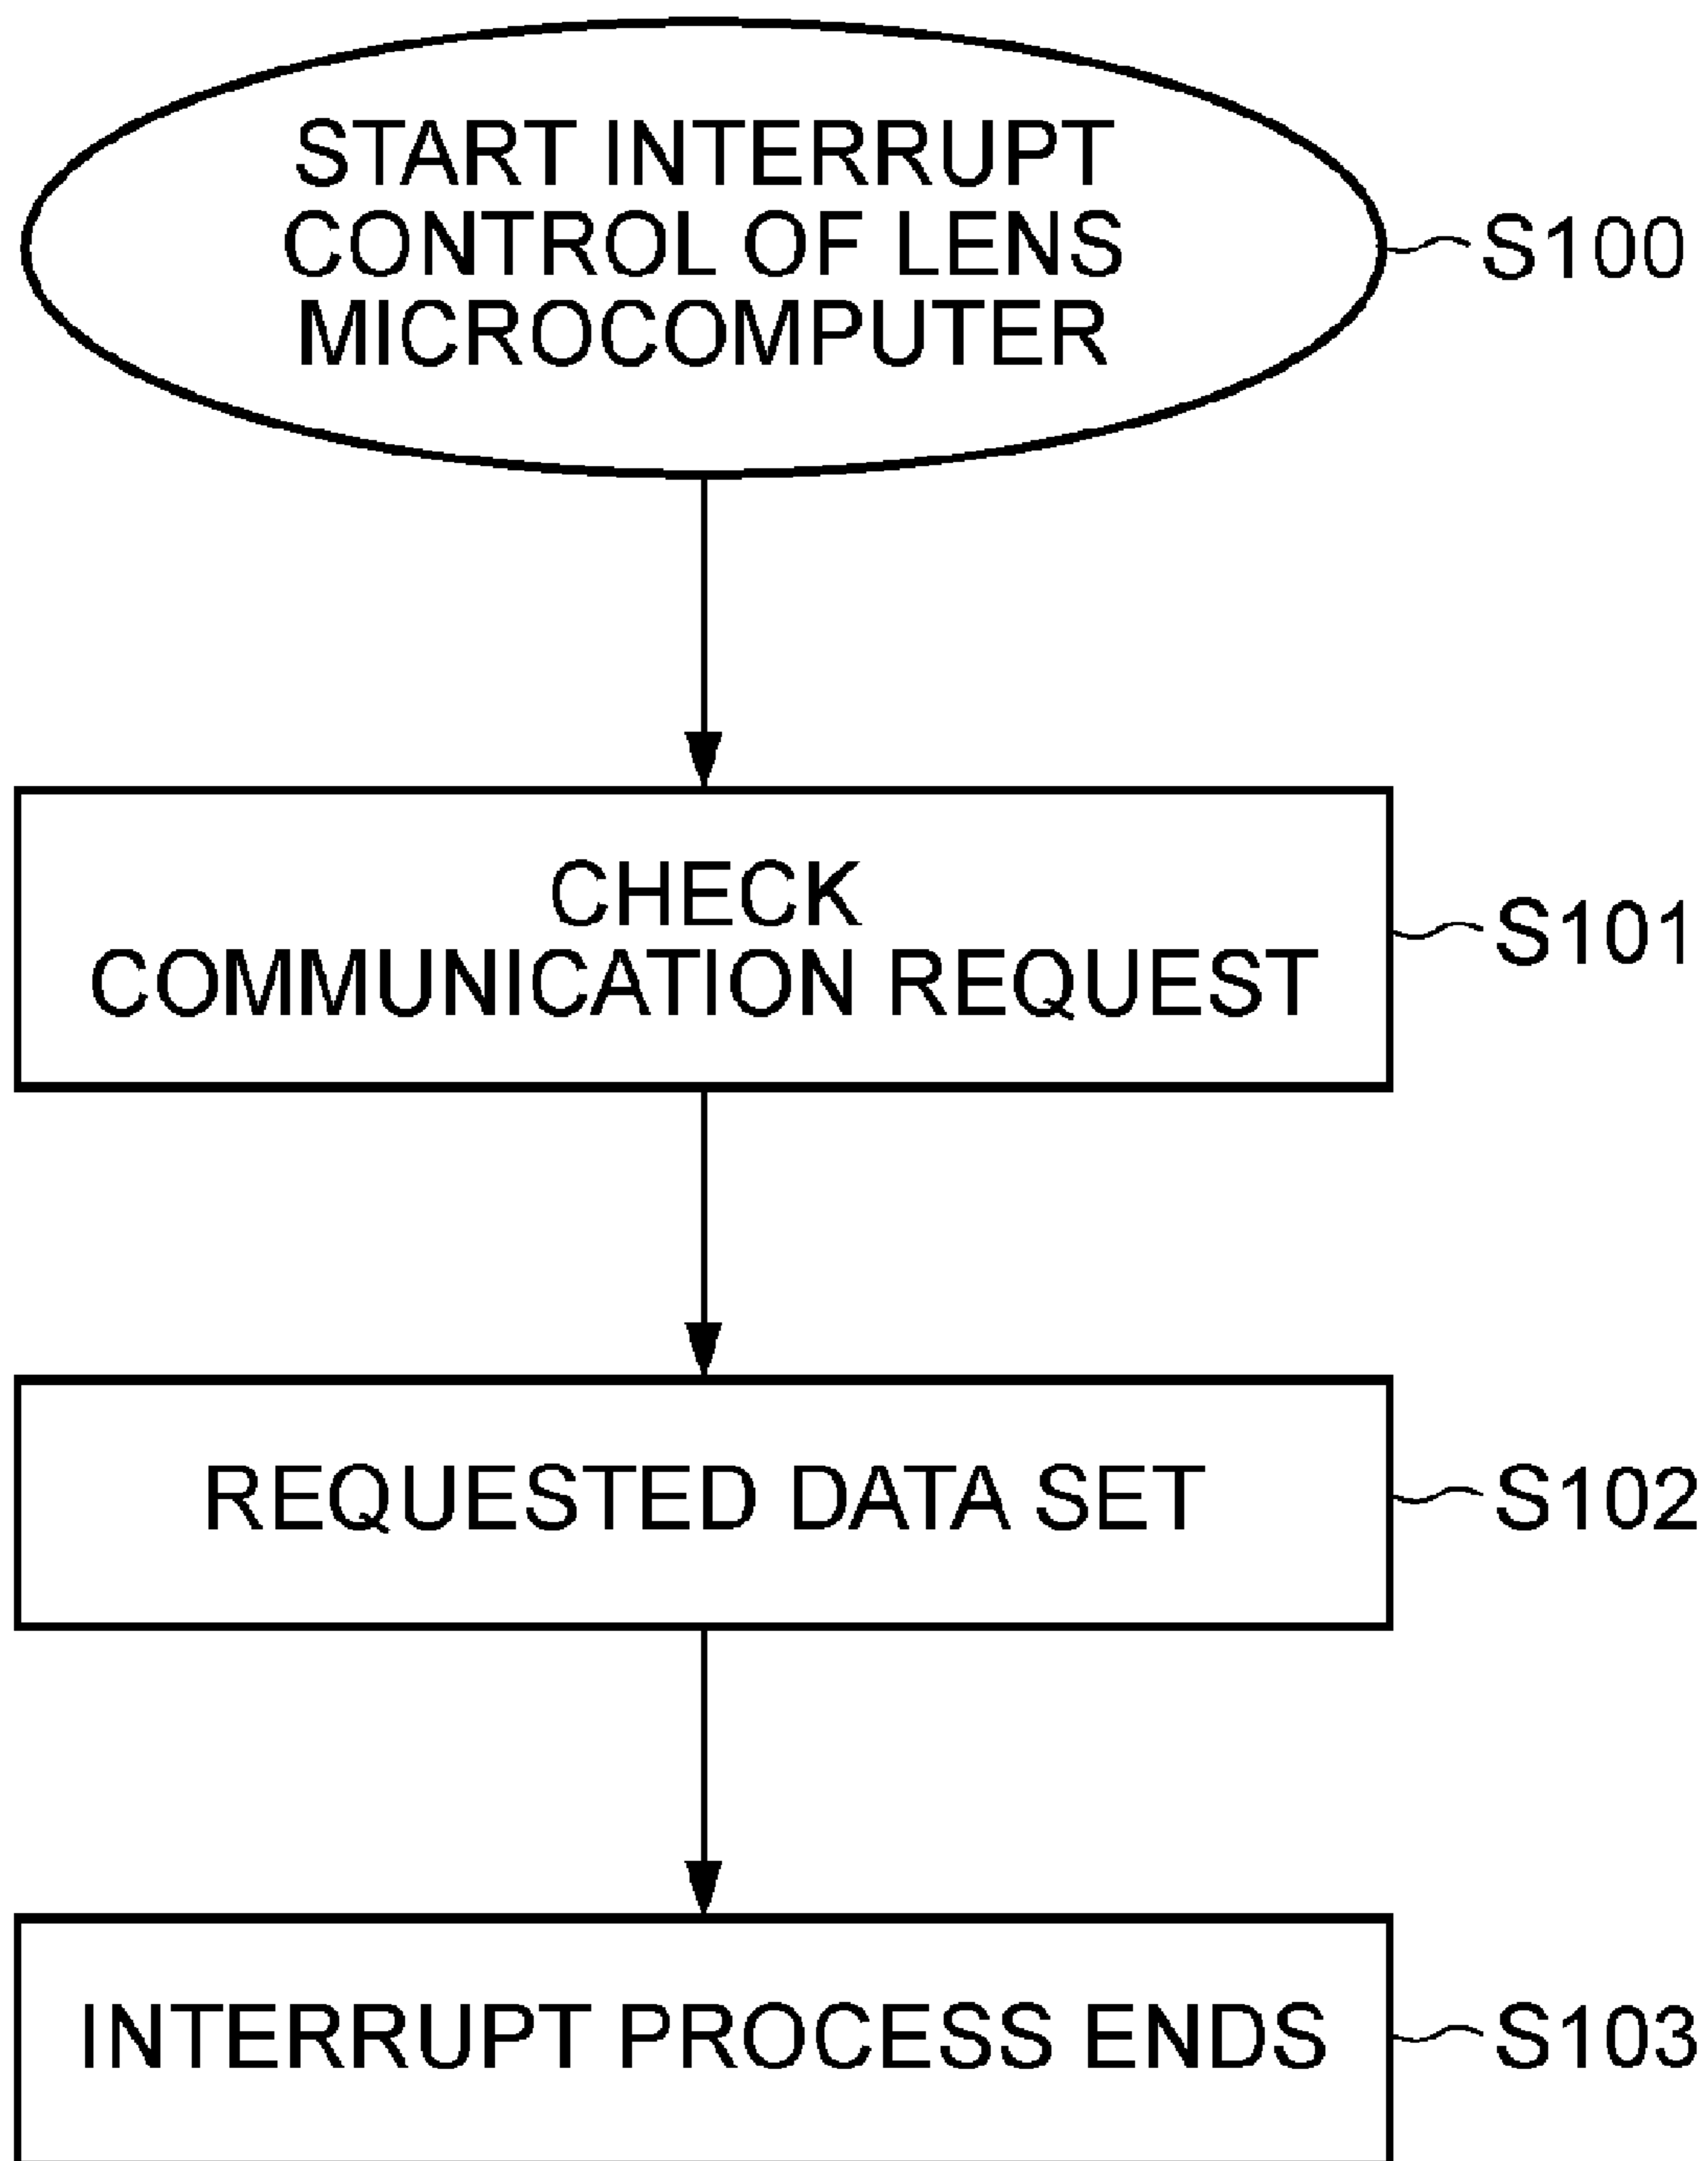 START INTERRUPT
CONTROL OF LENS
MICROCOMPUTER
S100
CHECK
COMMUNICATION REQUEST
S101
REQUESTED DATA SET
S102
INTERRUPT PROCESS ENDS
S103